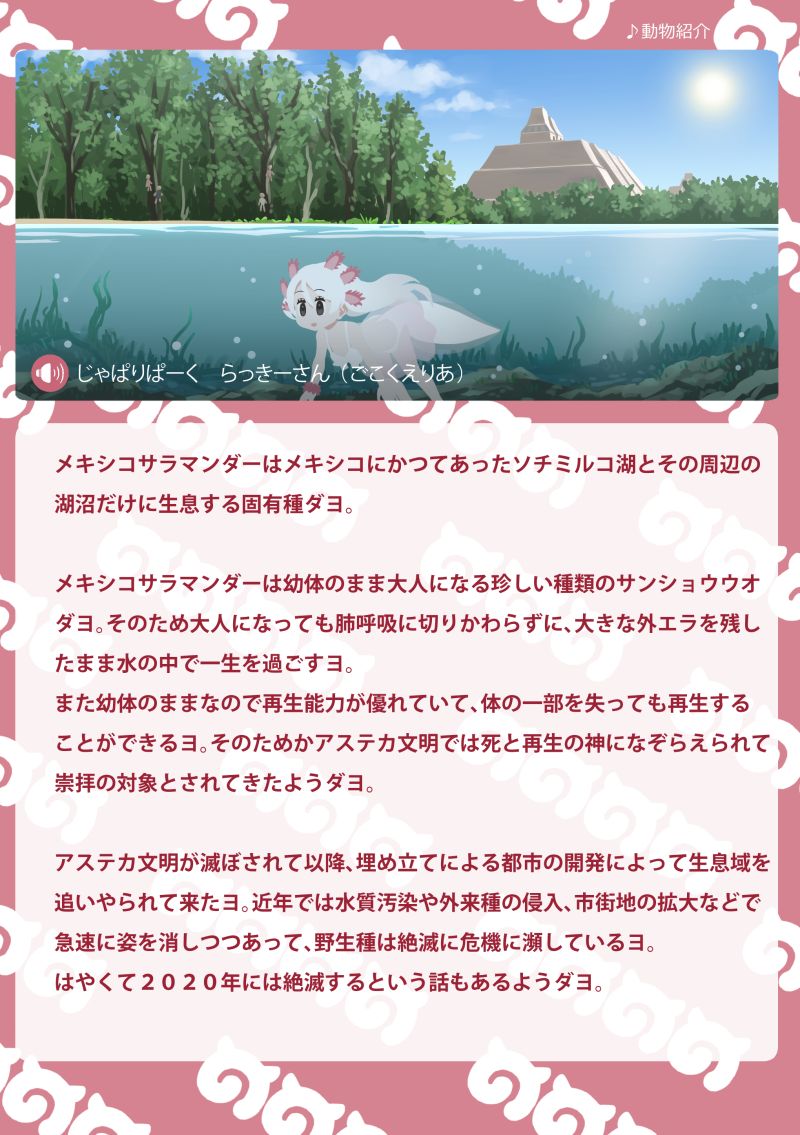 ♪動物紹介
じゃぱりぱーく　らっきーさん（ごこくえりあ）
メキシコサラマンダーはメキシコにかつてあったソチミルコ湖とその周辺の
湖沼だけに生息する固有種ダヨ。
メキシコサラマンダーは幼体のまま大人になる珍しい種類のサンショウウオ
ダヨ。そのため大人になっても肺呼吸に切りかわらずに、大きな外エラを残し
たまま水の中で一生を過ごすヨ。
また幼体のままなので再生能力が優れていて、体の一部を失っても再生する
ことができるヨ。そのためかアステカ文明では死と再生の神になぞらえられて
崇拝の対象とされてきたようダヨ。
アステカ文明が滅ぼされて以降、埋め立てによる都市の開発によって生息域を
追いやられて来たヨ。近年では水質汚染や外来種の侵入、市街地の拡大などで
急速に姿を消しつつあって、野生種は絶滅に危機に瀕しているヨ。
はやくて２０２０年には絶滅するという話もあるようダヨ。